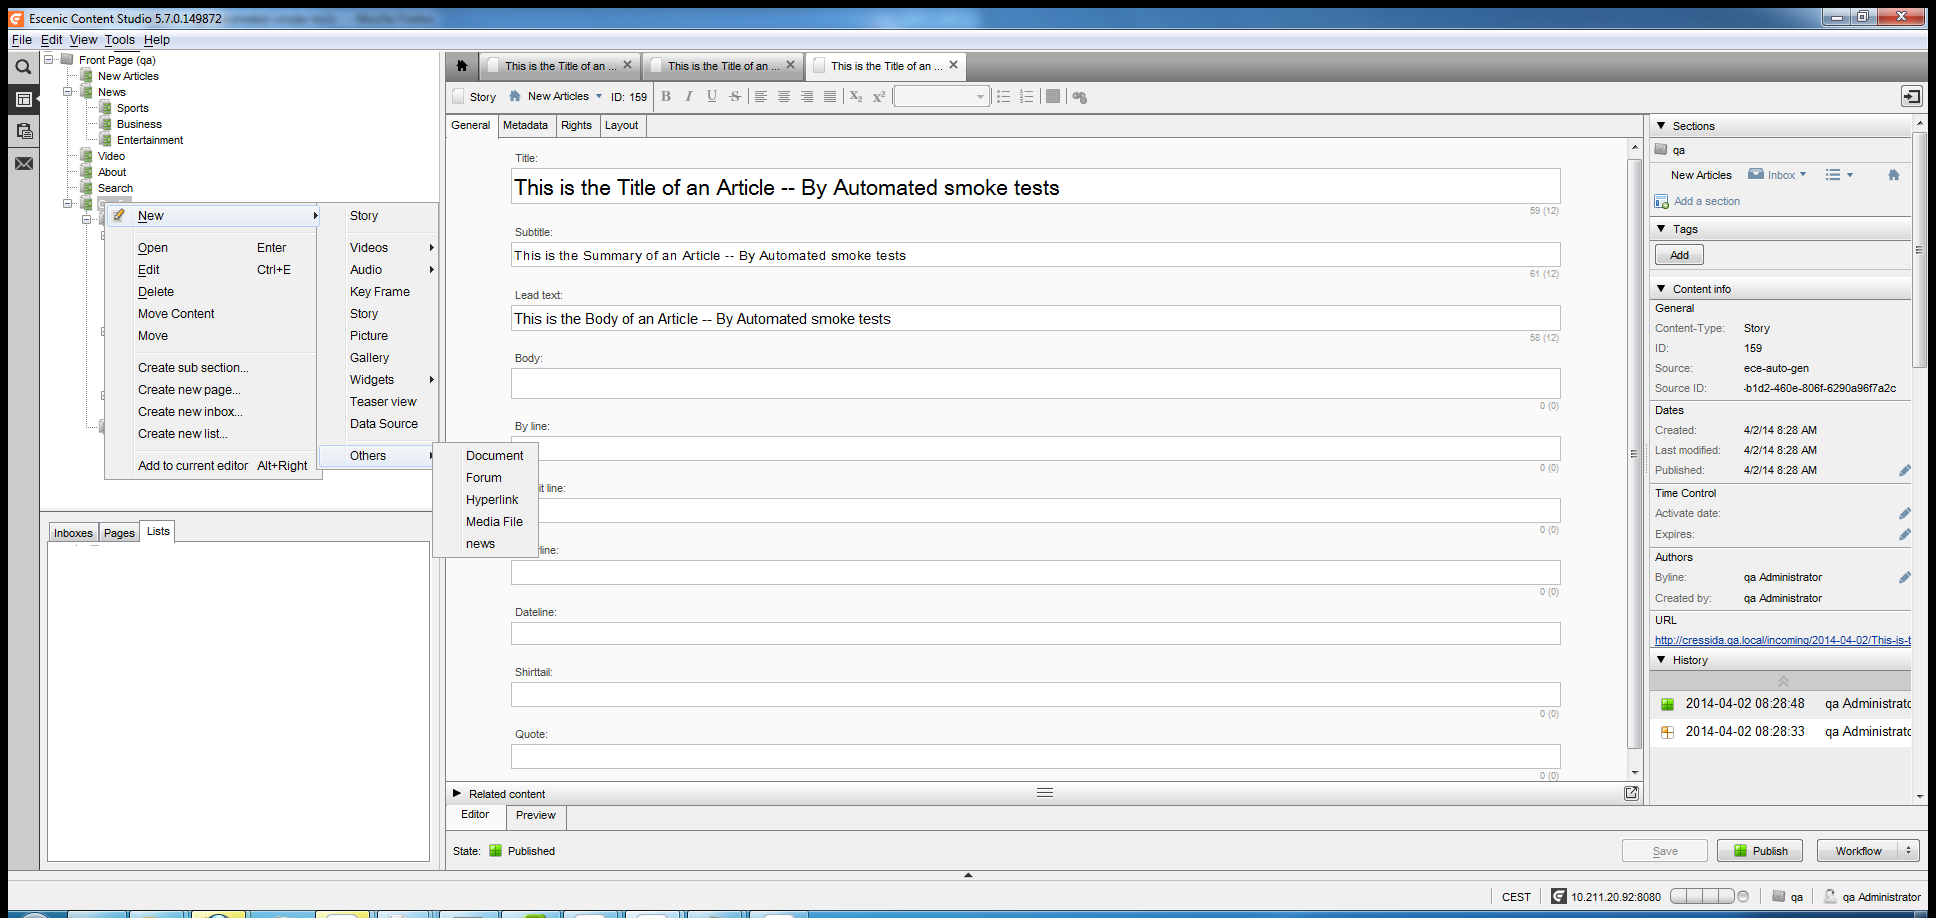 Escenic Content Studio 5.7.0.149872
File Edit View Tools Help
Front Page (qa)
New Articles
News
Sports
Business
Entertainment
Video
About
Search
New
Open Enter
Edit Ctrl+E
Delete
Move Content
Move
Create sub section...
Create new page...
Create new inbox...
Create new list...
Add to current editor Alt+Right
Story
Videos
Audio
Key Frame
Story
Picture
Gallery
Widgets
Teaser view
Data Source
Others
Document
Forum
Hyperlink
Media File
news
Inboxes Pages Lists
This is the Title of an ... This is the Title of an ... This is the Title of an ...
Story New Articles ID: 159 B I U S X2 X2
General Metadata Rights Layout
Title:
This is the Title of an Article -- By Automated smoke tests
59 (12)
Subtitle:
This is the Summary of an Article -- By Automated smoke tests
61 (12)
Lead text:
This is the Body of an Article -- By Automated smoke tests
58 (12)
Body:
0 (0)
By line:
0 (0)
it line:
0 (0)
line:
0 (0)
Dateline:
Shirttail:
0 (0)
Quote:
0 (0)
Related content
Editor Preview
State: Published
Save Publish Workflow
Sections
qa
New Articles Inbox
Add a section
Tags
Add
Content info
General
Content-Type: Story
ID: 159
Source: ece-auto-gen
Source ID: -b1d2-460e-806f-6290a96f7a2c
Dates
Created: 4/2/14 8:28 AM
Last modified: 4/2/14 8:28 AM
Published: 4/2/14 8:28 AM
Time Control
Activate date:
Expires:
Authors
Byline: qa Administrator
Created by: qa Administrator
URL
http://cressida.qa.local/incoming/2014-04-02/This-is-t
History
2014-04-02 08:28:48 qa Administrato
2014-04-02 08:28:33 qa Administrato
CEST 10.211.20.92:8080 qa qa Administrator